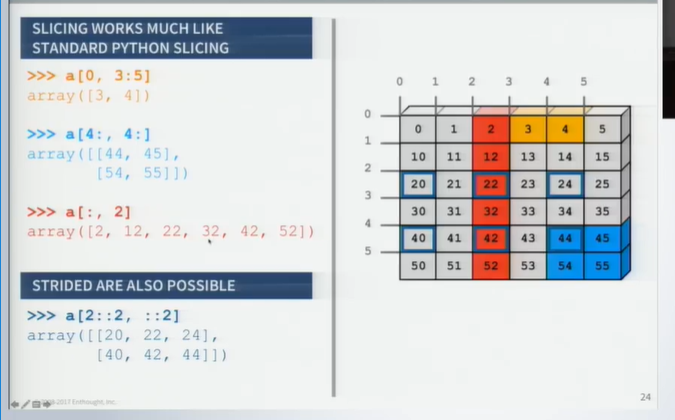 SLICING WORKS MUCH LIKE
STANDARD PYTHON SLICING
>>> a[0, 3:5]
array([3, 4])
>>> a[4:, 4:]
array([[44, 45],
[54, 55]])
>>> a[:, 2]
array([2, 12, 22, 32, 42, 52])
STRIDED ARE ALSO POSSIBLE
>>> a[2::2, ::2]
array([[20, 22, 24],
[40, 42, 44]])
0 1 2 3 4 5
0
1
2
3
4
5
0 1 2 3 4 5
10 11 12 13 14 15
20 21 22 23 24 25
30 31 32 33 34 35
40 41 42 43 44 45
50 51 52 53 54 55
2017 Enthought, Inc.
24